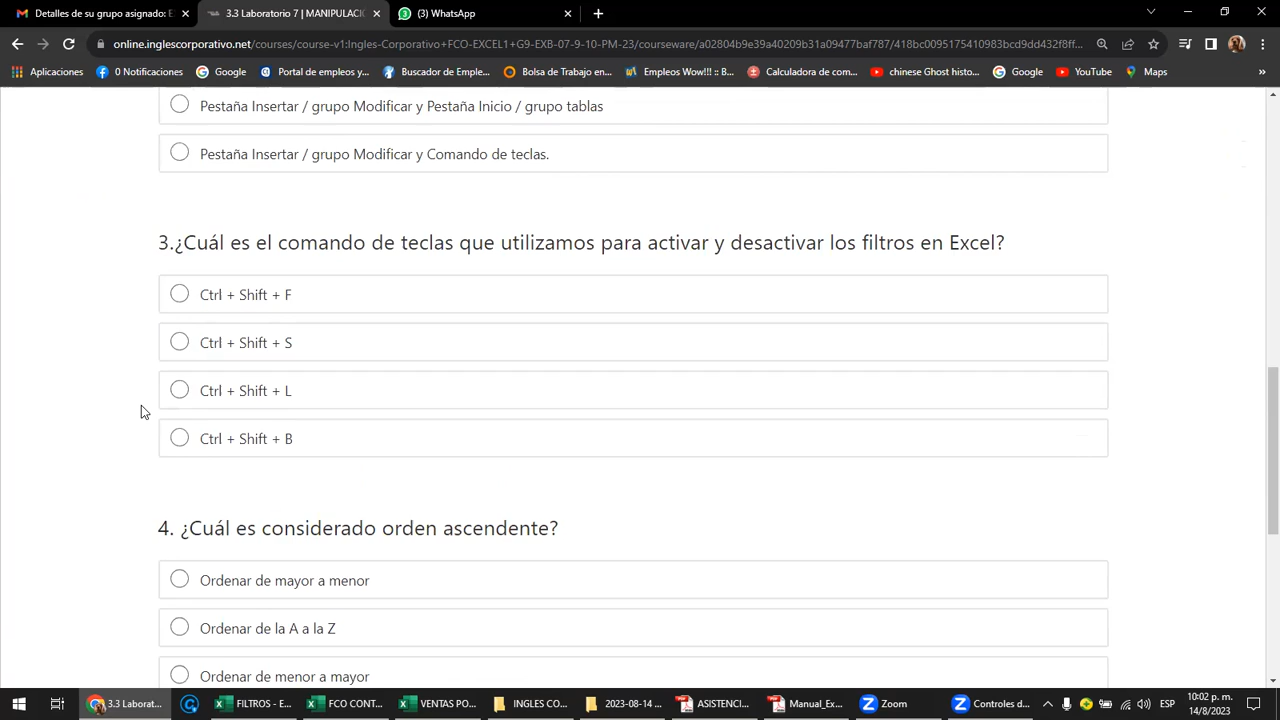 Detalles de su grupo asignado: E
3.3 Laboratorio 7 | MANIPULACIO
(3) WhatsApp
online.inglescorporativo.net/courses/course-v1:Ingles-Corporativo+FCO-EXCEL1+G9-EXB-07-9-10-PM-23/courseware/a02804b9e39a40209b31a09477baf787/418bc0095175410983bcd9dd432f8ff...
Aplicaciones
0 Notificaciones
Google
Portal de empleos y...
Buscador de Emple...
Bolsa de Trabajo en...
Empleos Wow!!! :: B...
Calculadora de com...
chinese Ghost histo...
Google
YouTube
Maps
Pestaña Insertar / grupo Modificar y Pestaña Inicio / grupo tablas
Pestaña Insertar / grupo Modificar y Comando de teclas.
3.¿Cuál es el comando de teclas que utilizamos para activar y desactivar los filtros en Excel?
Ctrl + Shift + F
Ctrl + Shift + S
Ctrl + Shift + L
Ctrl + Shift + B
4. ¿Cuál es considerado orden ascendente?
Ordenar de mayor a menor
Ordenar de la A a la Z
Ordenar de menor a mayor
3.3 Laborat...
FILTROS - E...
FCO CONT...
VENTAS PO...
INGLES CO...
2023-08-14 ...
ASISTENCI...
Manual_Ex...
Zoom
Controles d...
ESP
10:02 p. m.
14/8/2023